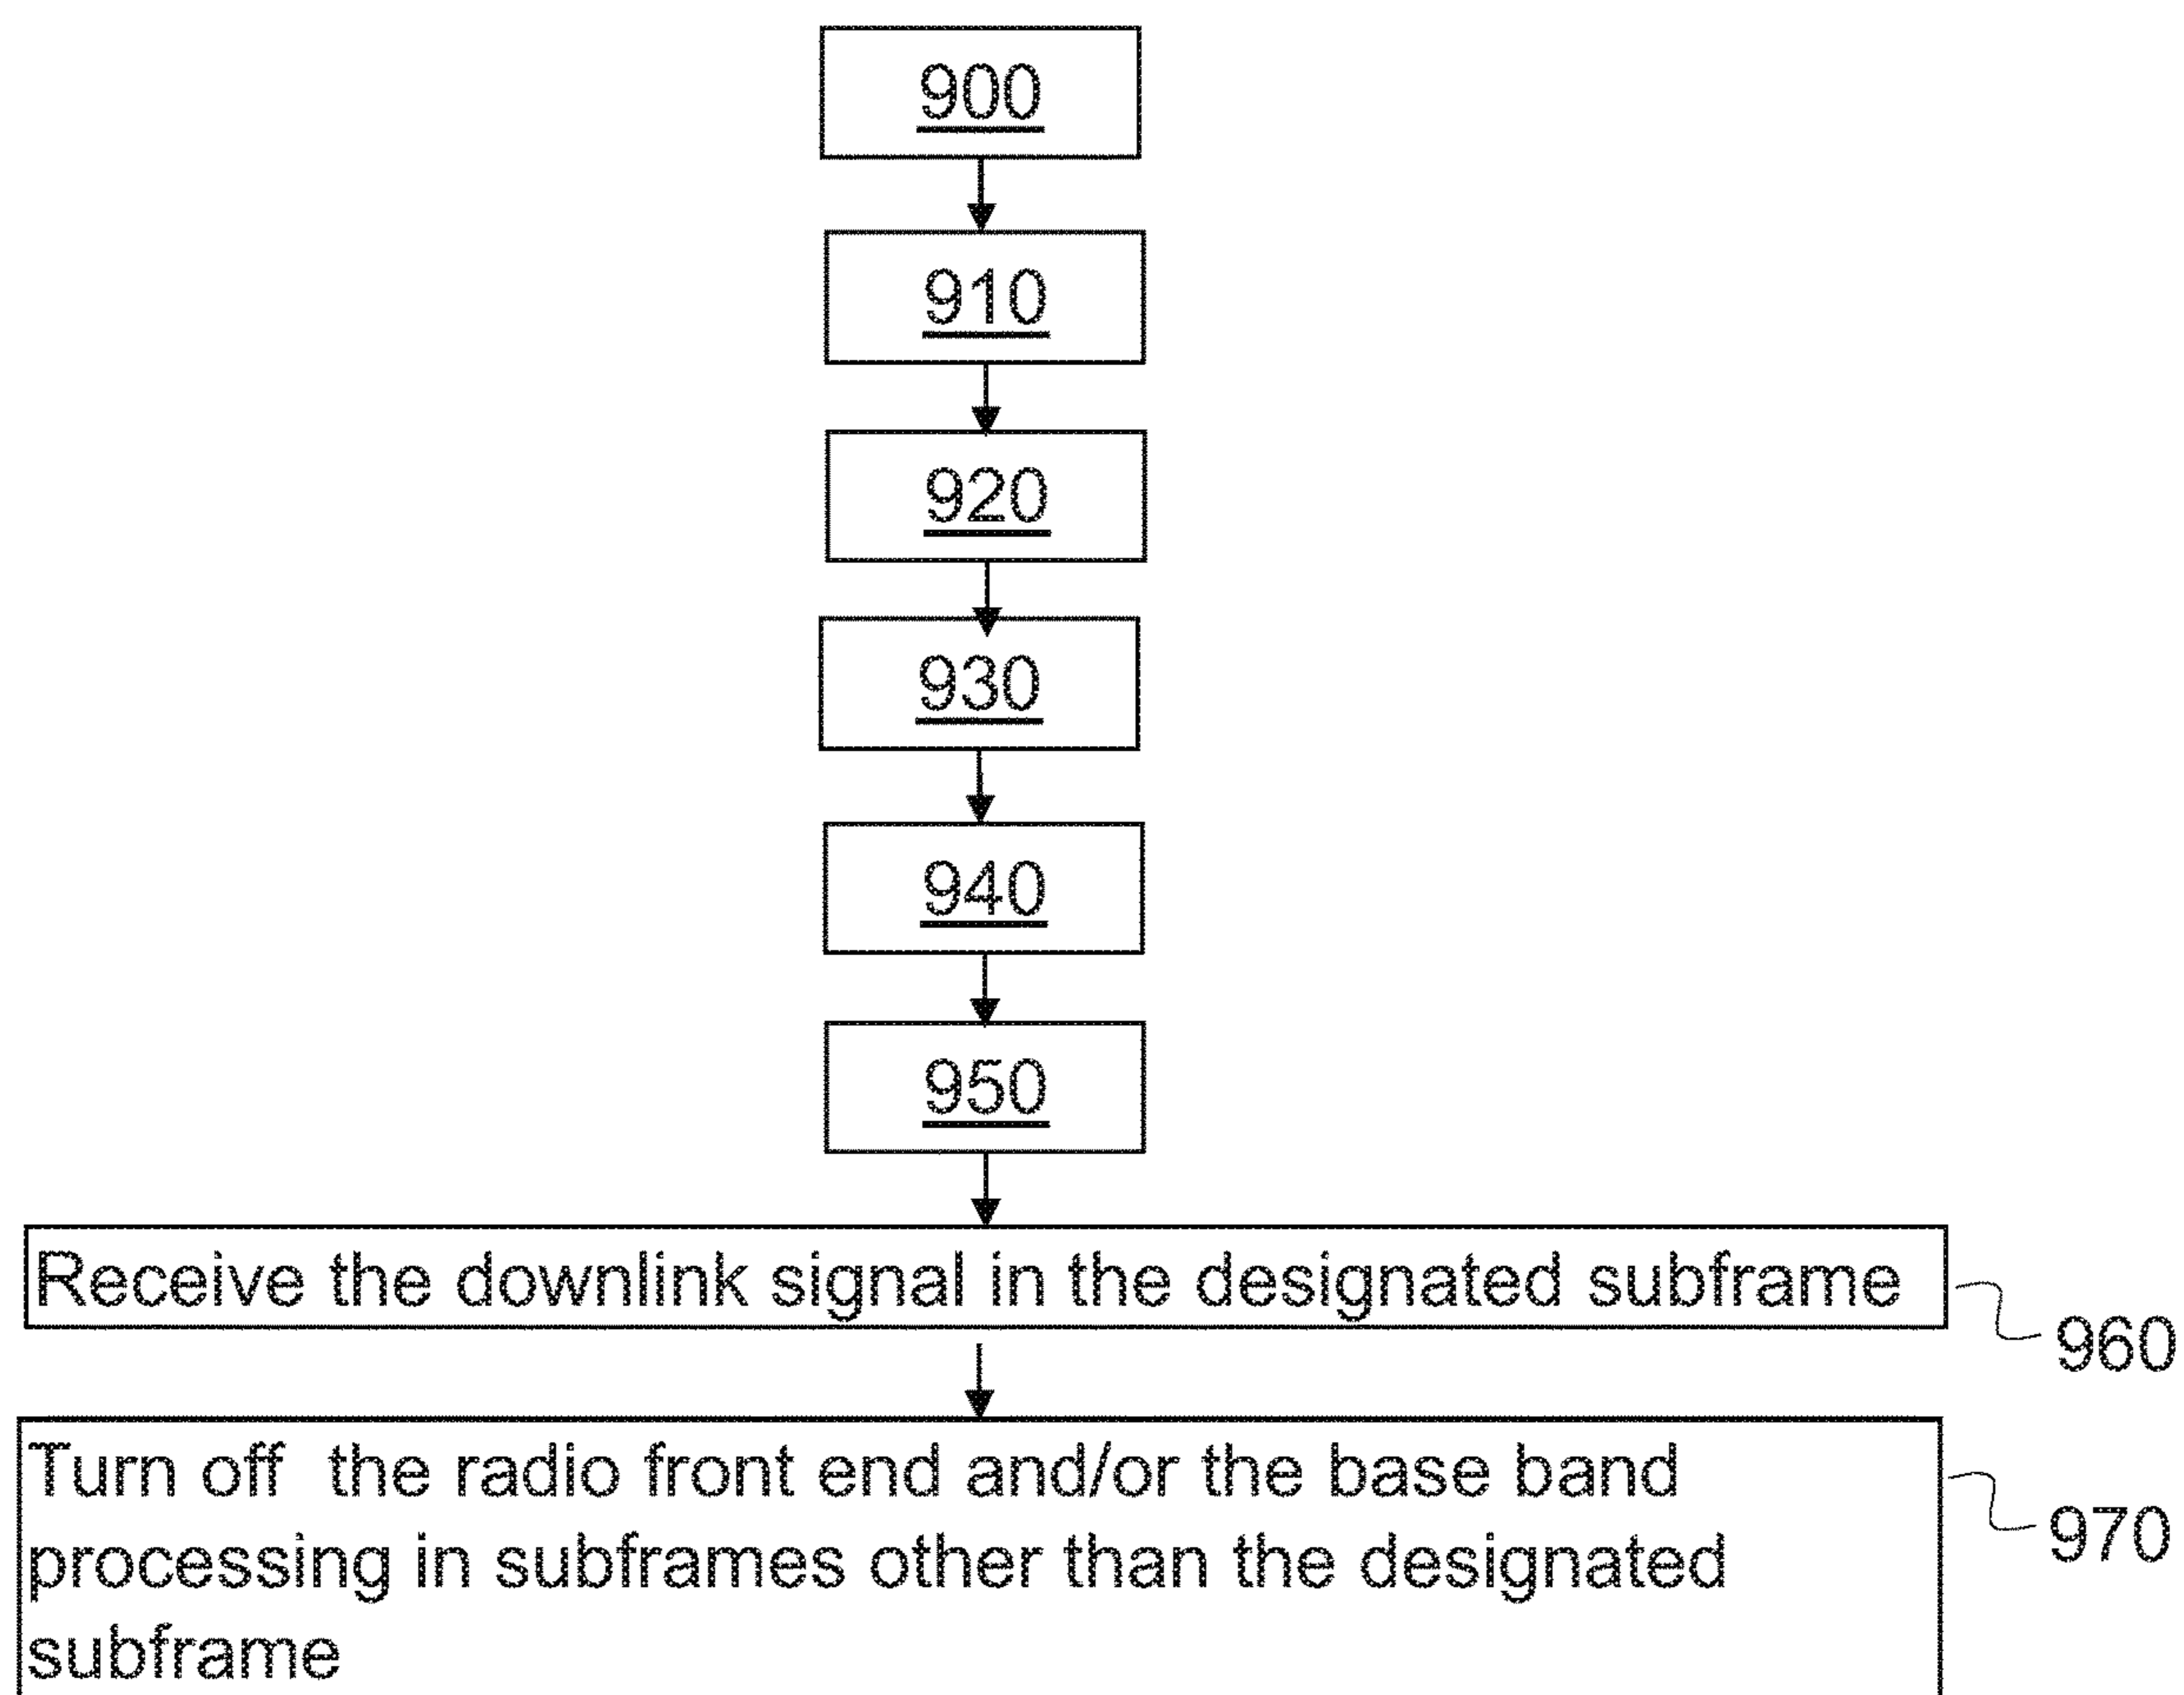 900
910
920
930
940
950
Receive the downlink signal in the designated subframe
960
Turn off the radio front end and/or the base band
processing in subframes other than the designated
subframe
970